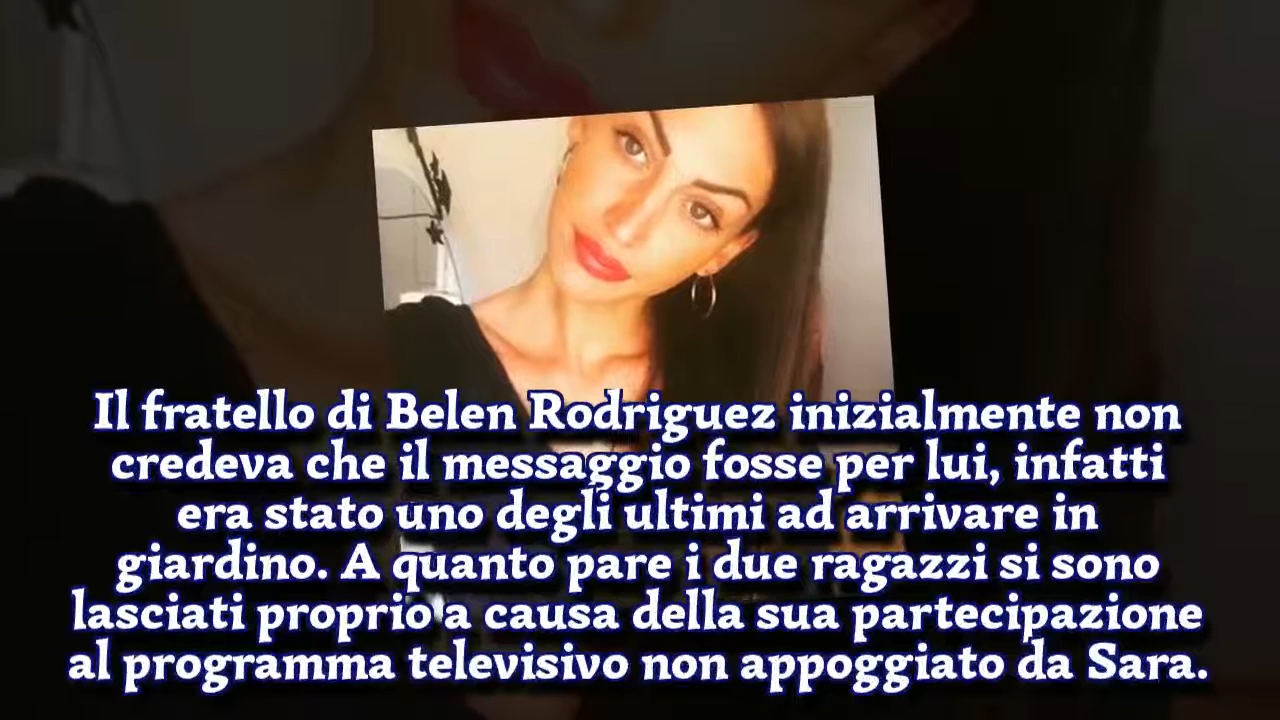 Il fratello di Belen Rodriguez inizialmente non
credeva che il messaggio fosse per lui, infatti
era stato uno degli ultimi ad arrivare in
giardino. A quanto pare i due ragazzi si sono
lasciati proprio a causa della sua partecipazione
al programma televisivo non appoggiato da Sara.